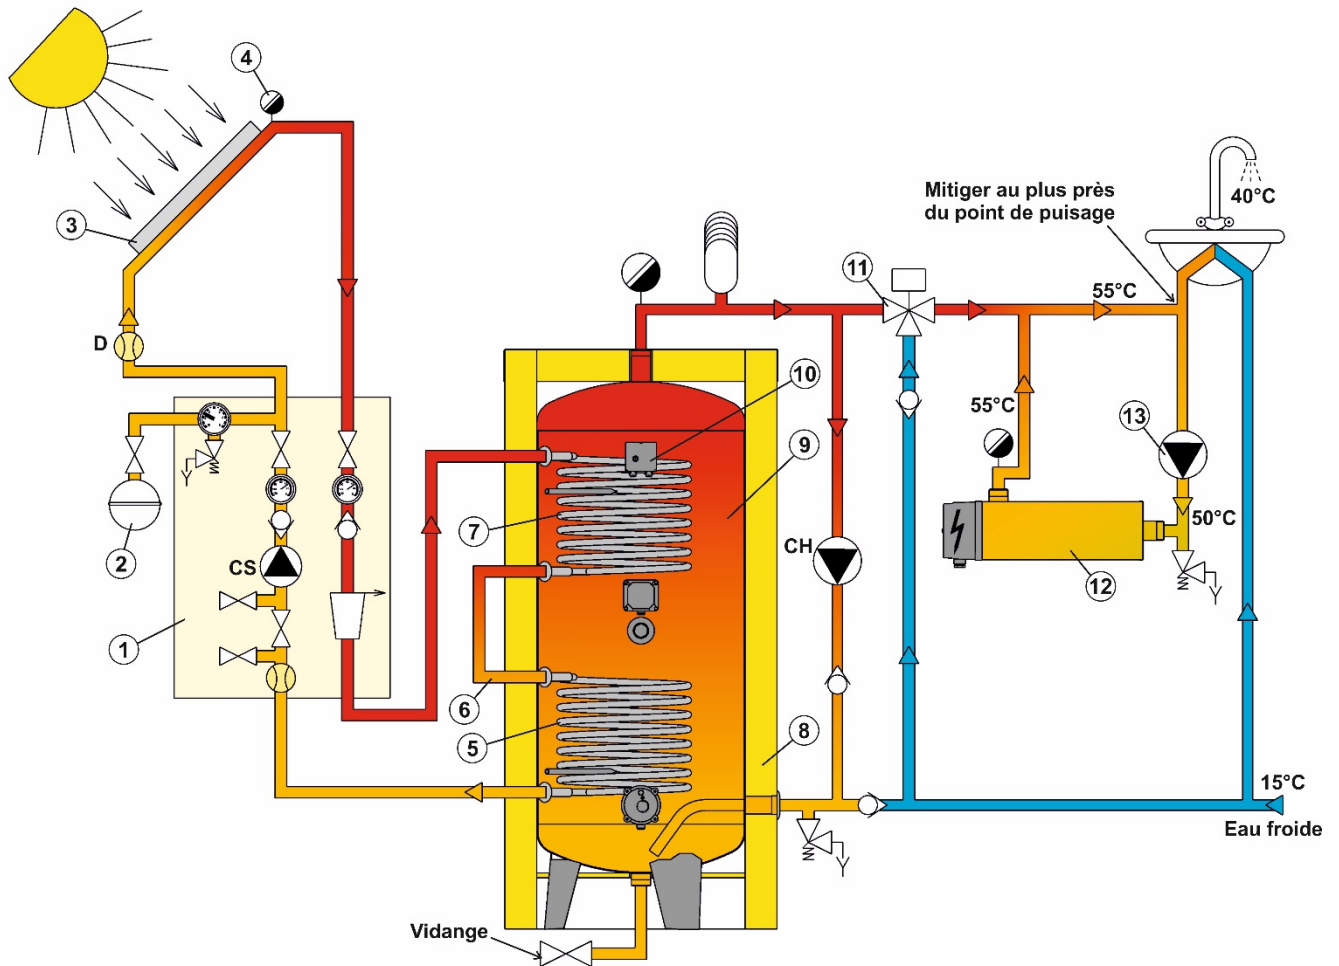 4
Mitiger au plus près
du point de puisage
40°C
3
11
55°C
D
10
55°C
13
9
7
50°C
2
CS
CH
12
1
6
5
8
15°C
Eau froide
Vidange